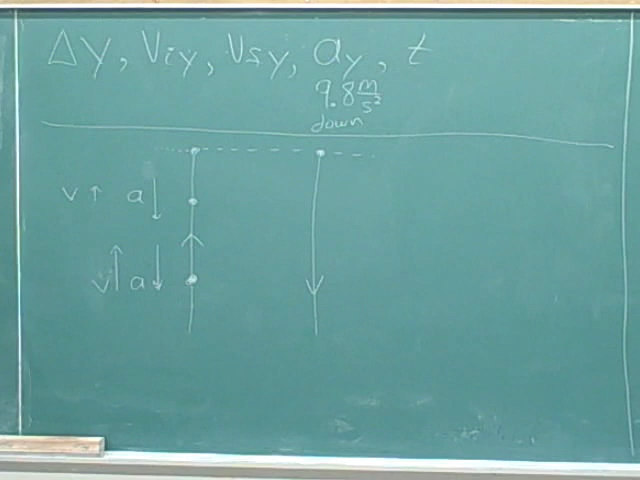 Δy, Viy, Vfy, ay, t
9.8 m/s²
down
v ↑ a ↓
v ↑ a ↓